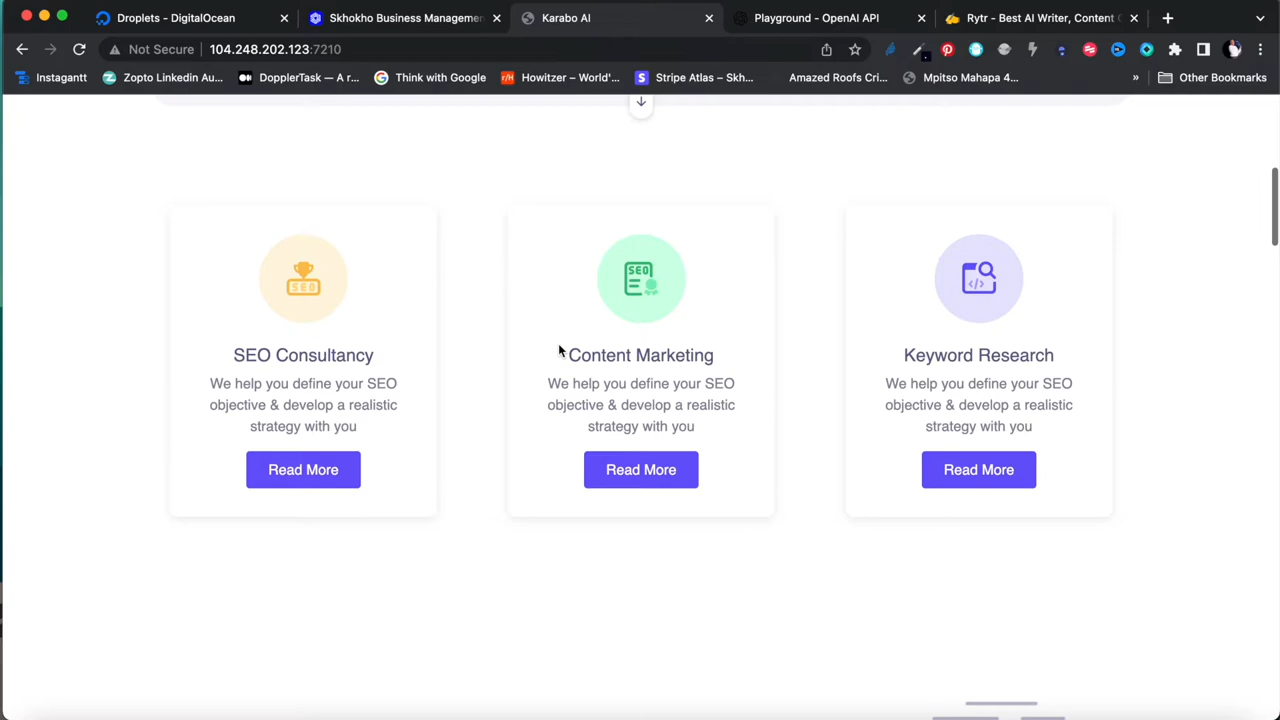 Droplets - DigitalOcean
Skhokho Business Managemen
Karabo AI
Playground - OpenAI API
Rytr - Best AI Writer, Content G
Not Secure
104.248.202.123:7210
Instagantt
Zopto Linkedin Au...
DopplerTask — A r...
Think with Google
r/H
Howitzer – World'...
S
Stripe Atlas – Skh...
Amazed Roofs Cri...
Mpitso Mahapa 4...
»
Other Bookmarks
SEO
SEO
SEO Consultancy
Content Marketing
Keyword Research
We help you define your SEO
objective & develop a realistic
strategy with you
We help you define your SEO
objective & develop a realistic
strategy with you
We help you define your SEO
objective & develop a realistic
strategy with you
Read More
Read More
Read More